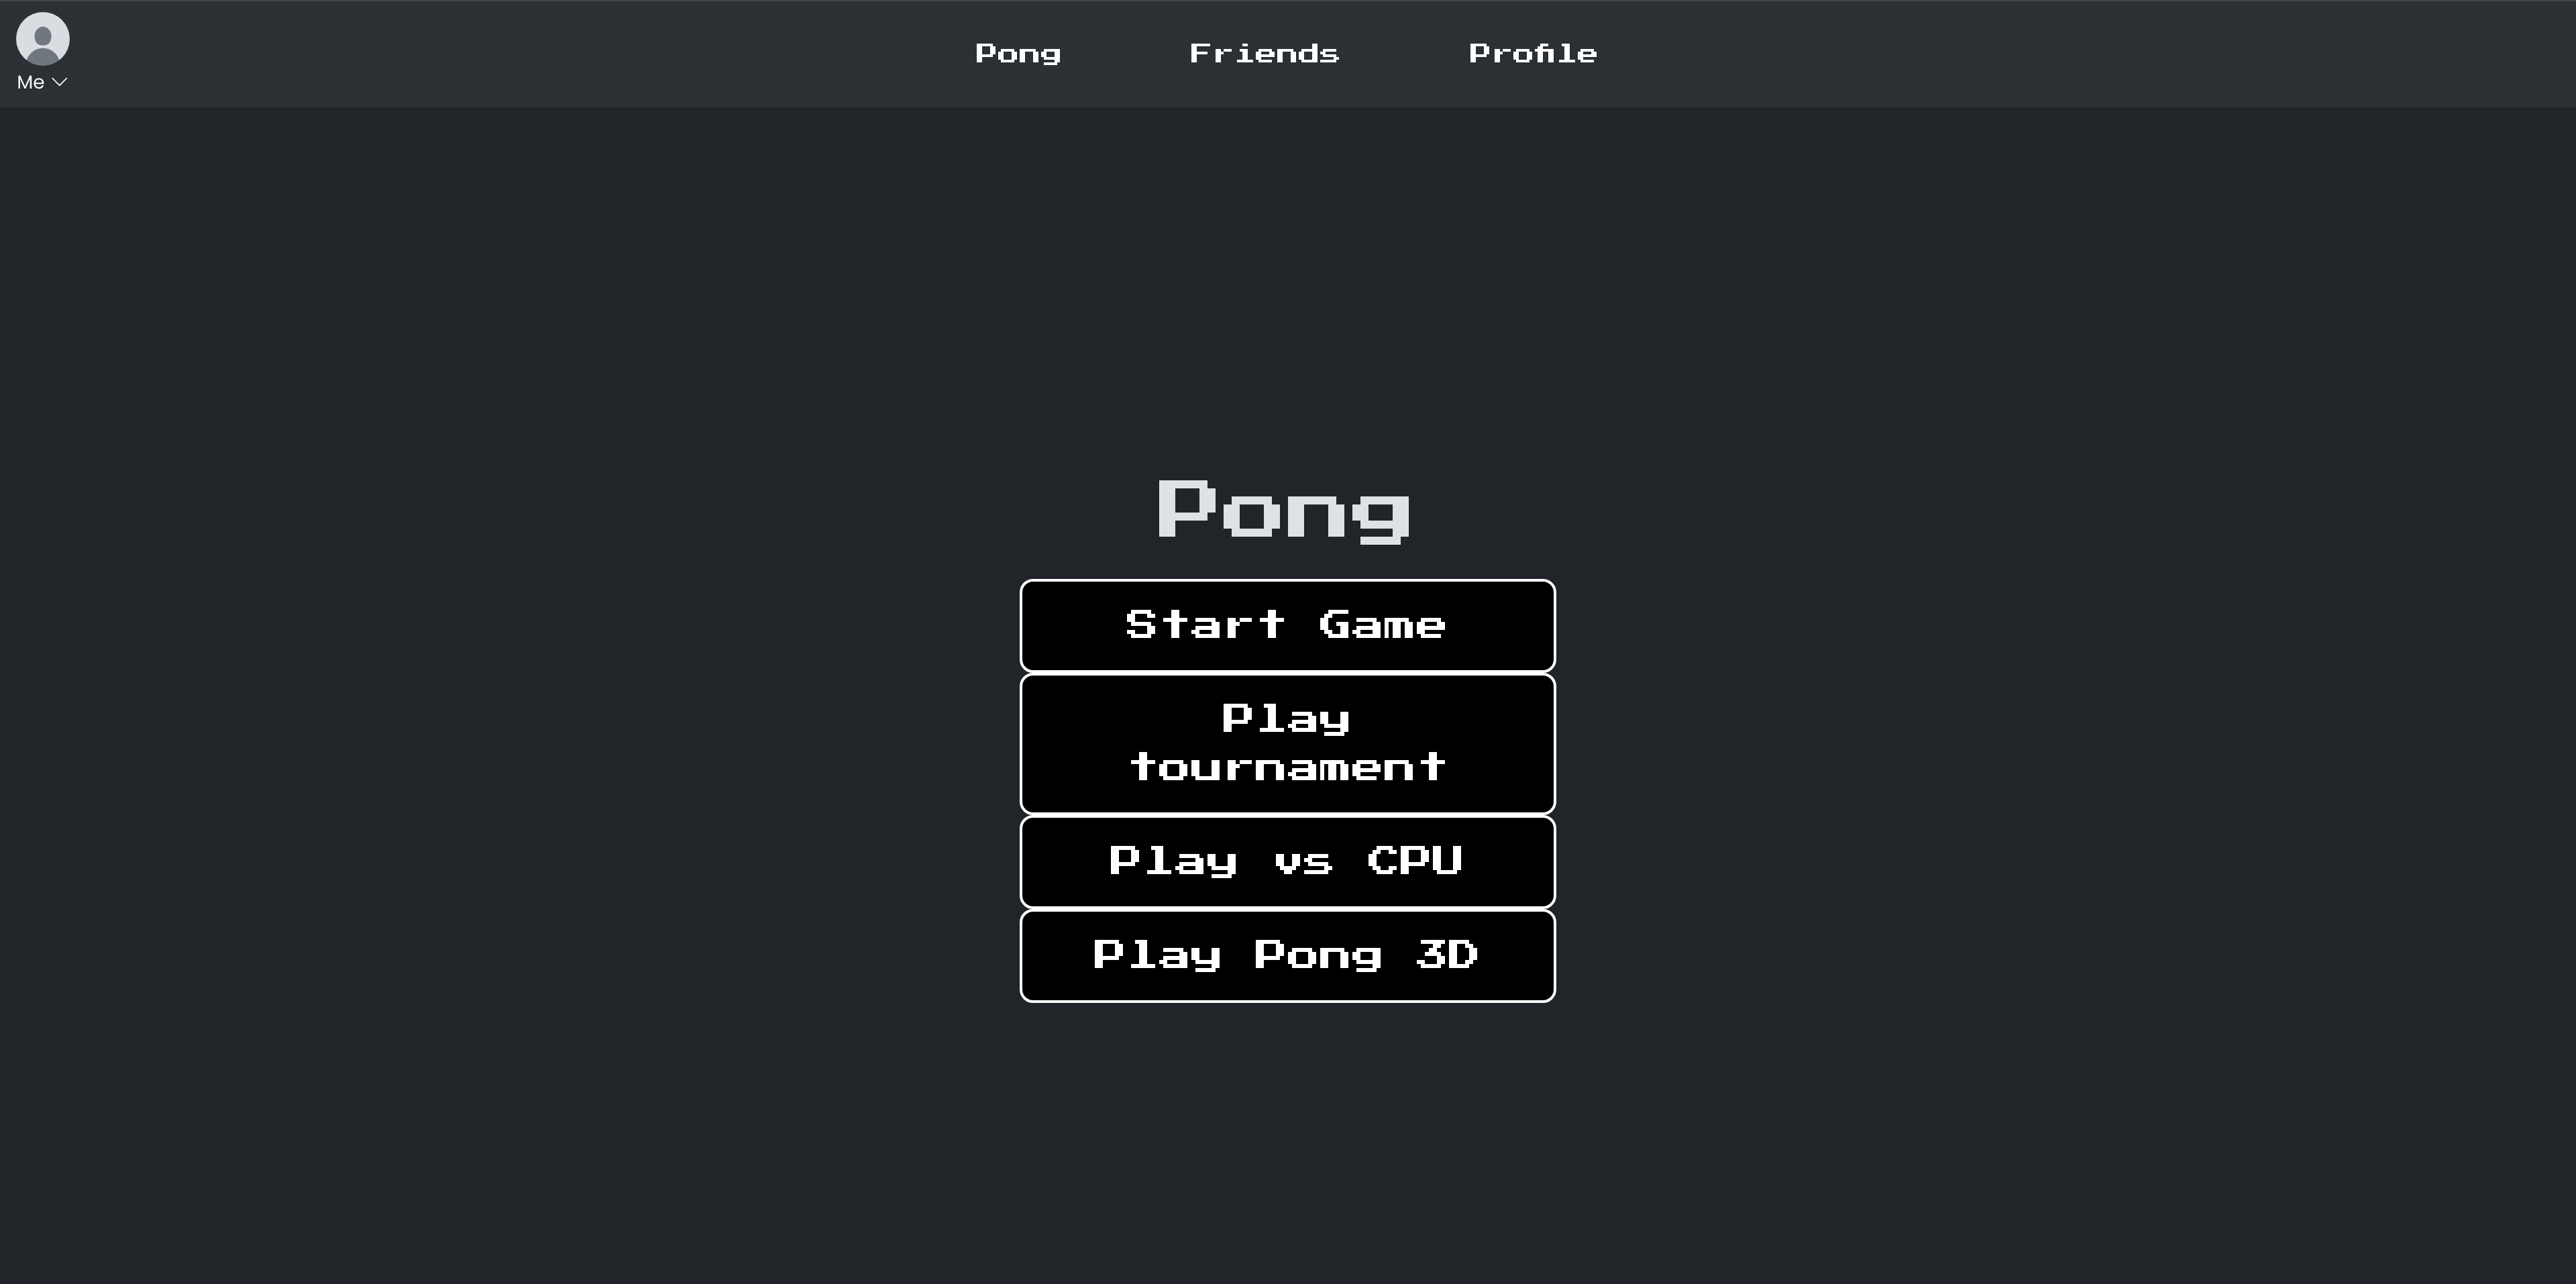 Me
Pong Friends Profile
Pong
Start Game
Play
tournament
Play vs CPU
Play Pong 3D